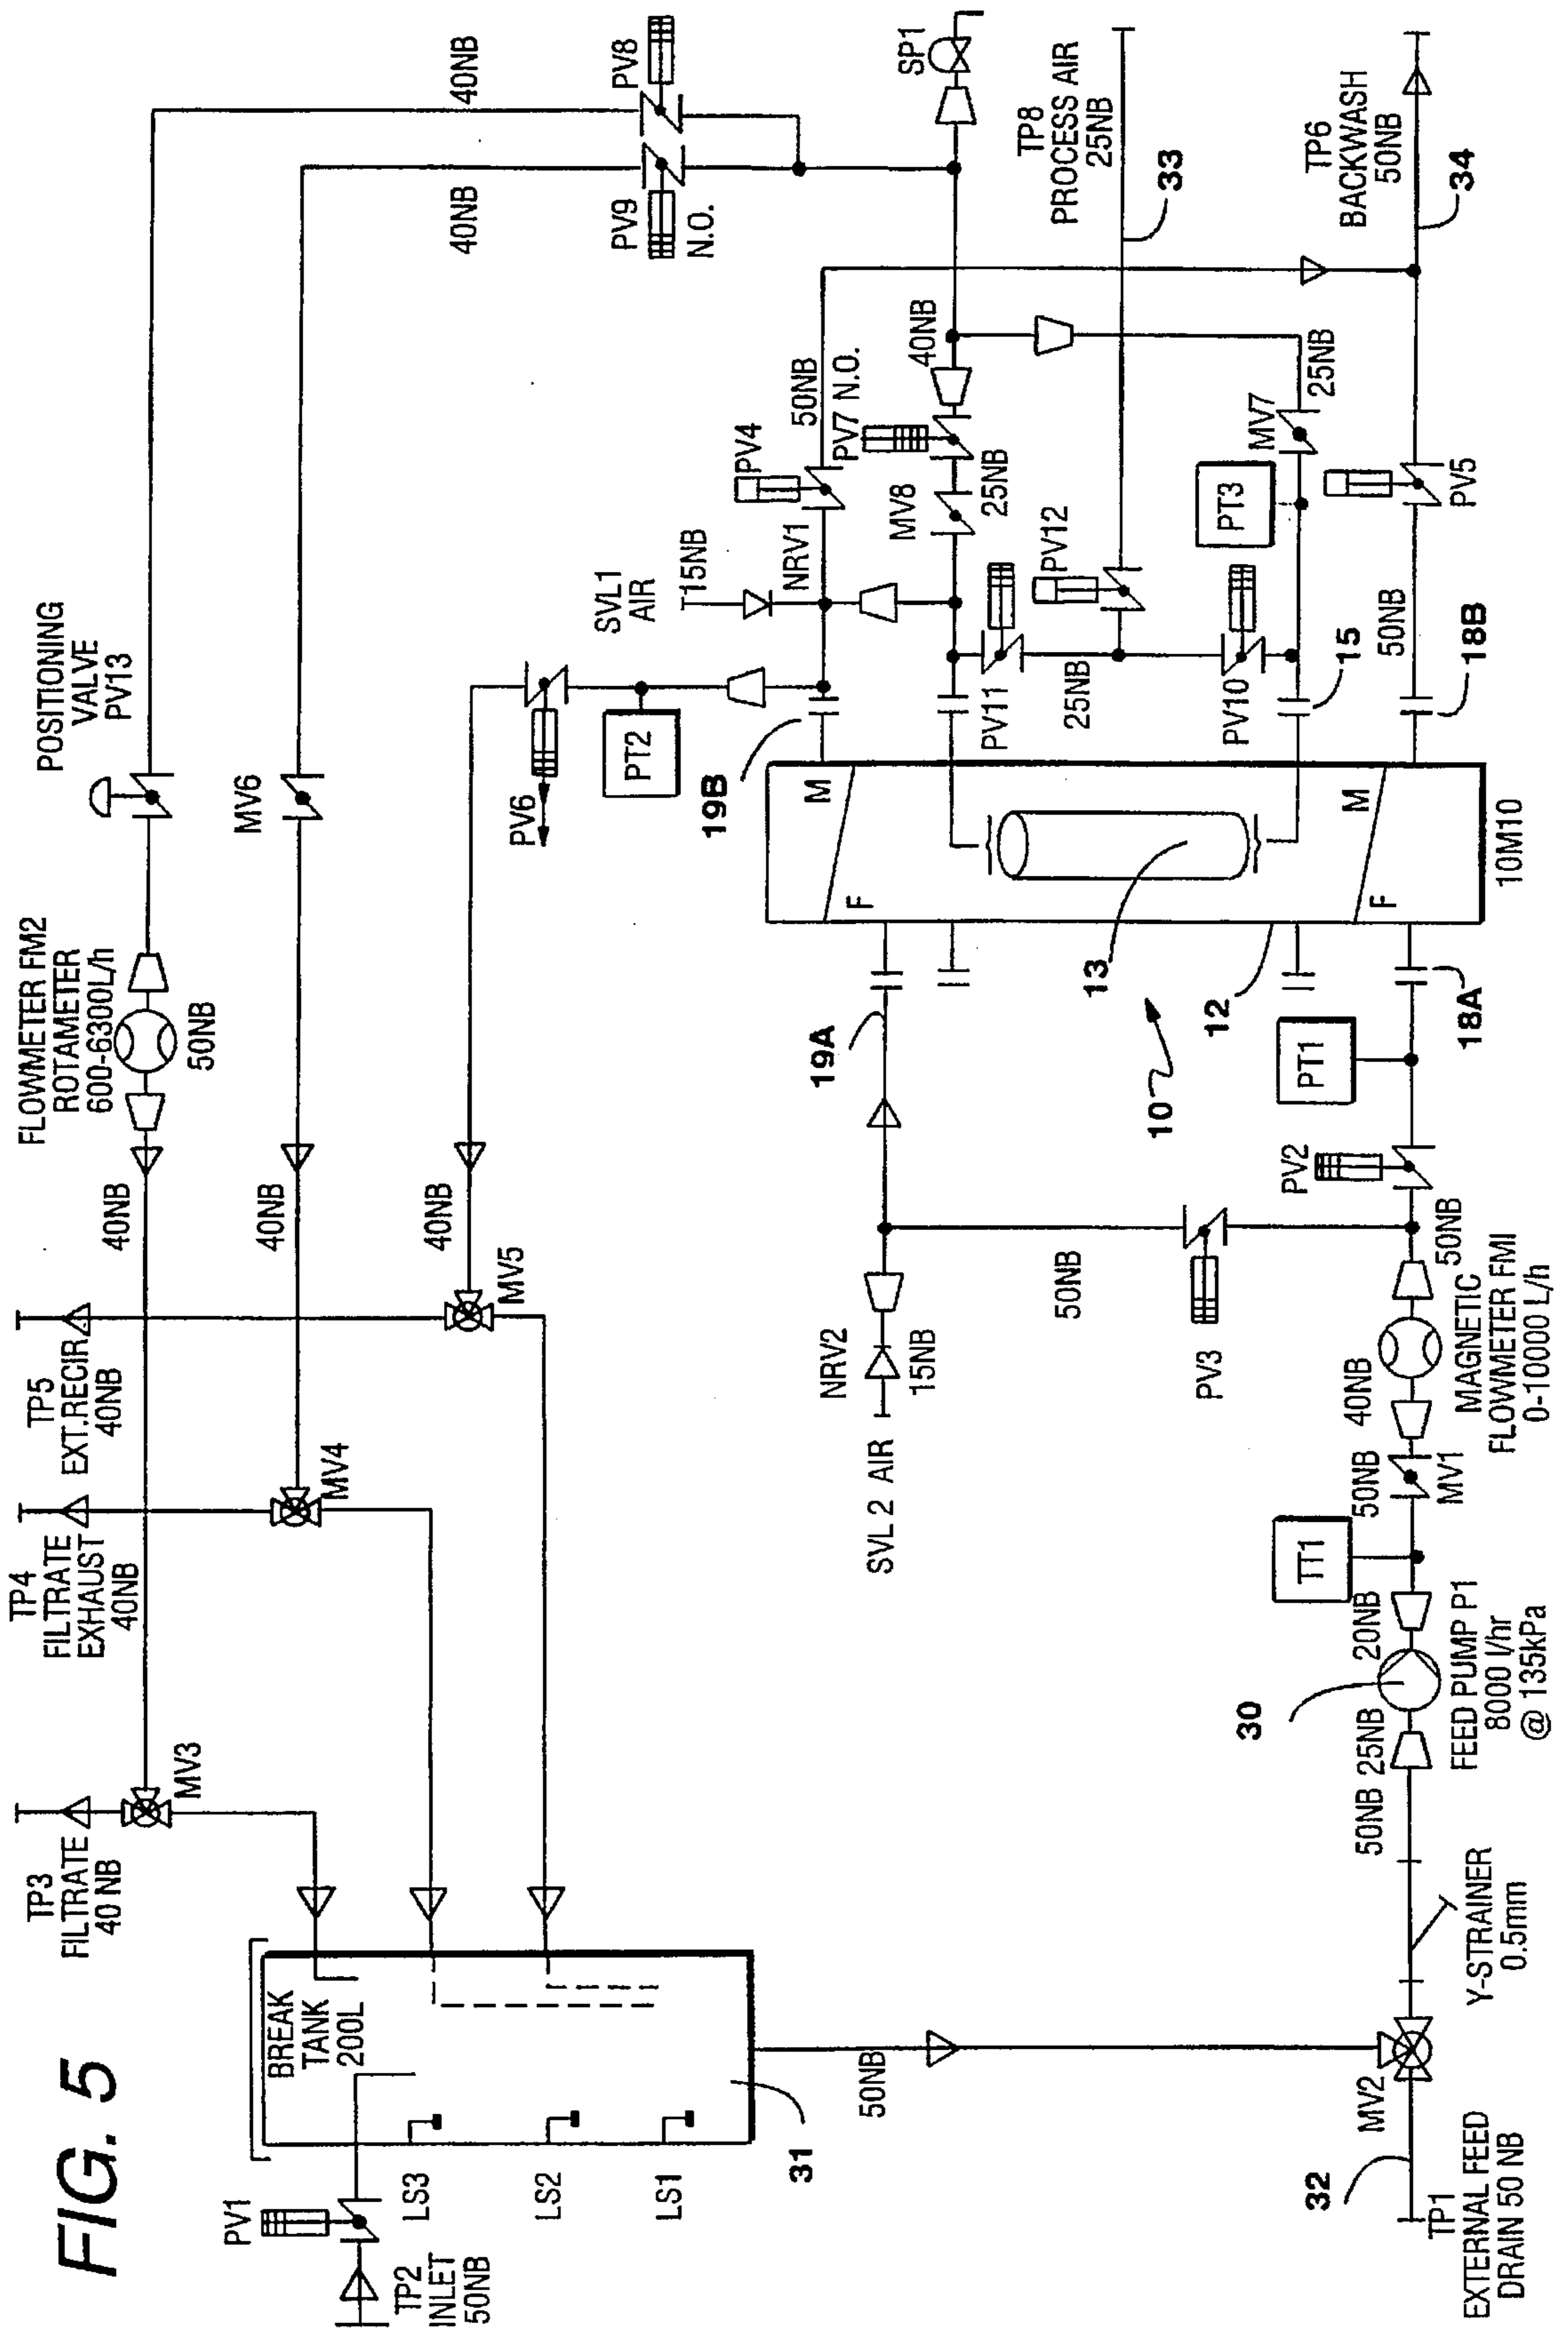 FIG. 5
PV1
TP2
INLET
50NB
LS3
LS2
LS1
BREAK
TANK
200L
31
50NB
MV2
32
TP1
EXTERNAL FEED
DRAIN 50 NB
Y-STRAINER
0.5mm
50NB
25NB
30
FEED PUMP P1
8000 l/hr
@ 135kPa
20NB
TT1
50NB
MV1
40NB
MAGNETIC
FLOWMETER FMI
0-10000 L/h
50NB
PV2
PT1
18A
PV3
50NB
SVL 2 AIR
NRV2
15NB
19A
10
12
13
F
M
F
M
10M10
TP3
FILTRATE
40 NB
MV3
TP4
FILTRATE
EXHAUST
40NB
MV4
TP5
EXT.RECIR
40NB
MV5
40NB
40NB
40NB
FLOWMETER FM2
ROTAMETER
600-6300L/h
50NB
POSITIONING
VALVE
PV13
MV6
PV6
PT2
19B
SVL1
AIR
15NB
NRV1
PV4
50NB
PV7 N.O.
40NB
MV8
25NB
PV11
25NB
PV12
PV10
15
PT3
MV7
25NB
50NB
18B
PV5
40NB
40NB
PV9
N.O.
PV8
SP1
TP8
PROCESS AIR
25NB
33
TP6
BACKWASH
50NB
34